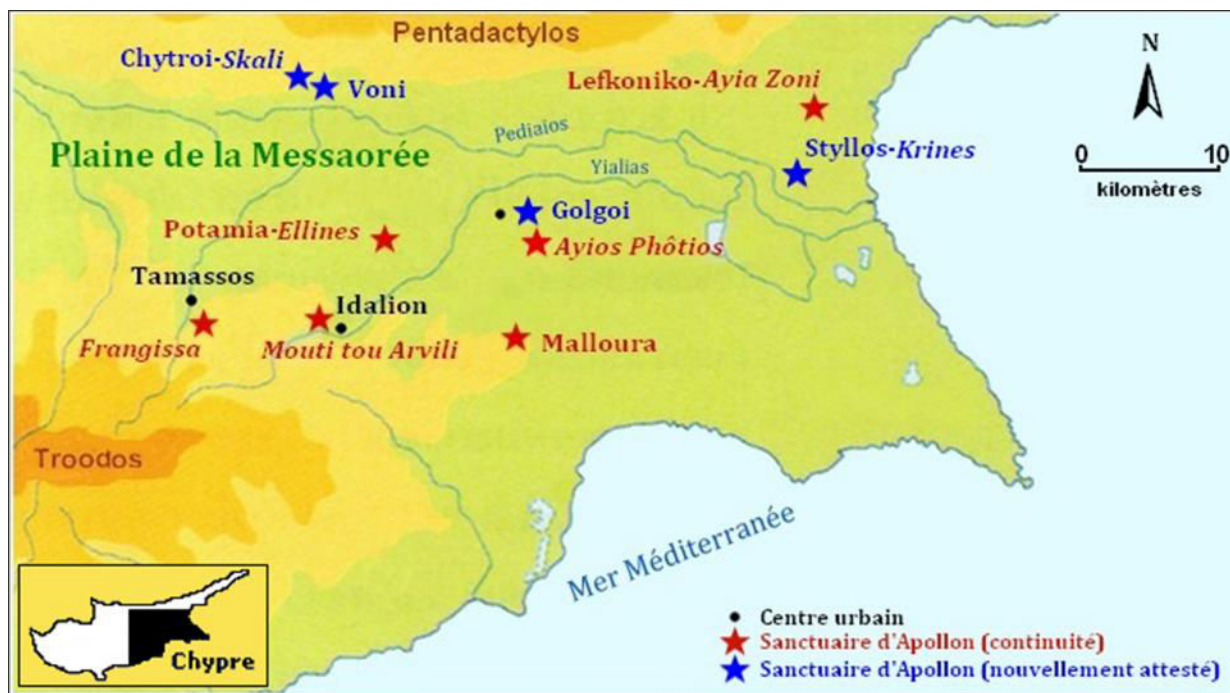 Pentadactylos
Chytroi-Skali
Voni
Lefkoniko-Ayia Zoni
N
Pediaios
Plaine de la Messaorée
Styllos-Krines
0 10
kilomètres
Yialias
Golgoi
Potamia-Ellines
Ayios Phôtios
Tamassos
Idalion
Frangissa
Mouti tou Arvili
Malloura
Troodos
Mer Méditerranée
Chypre
Centre urbain
Sanctuaire d'Apollon (continuité)
Sanctuaire d'Apollon (nouvellement attesté)